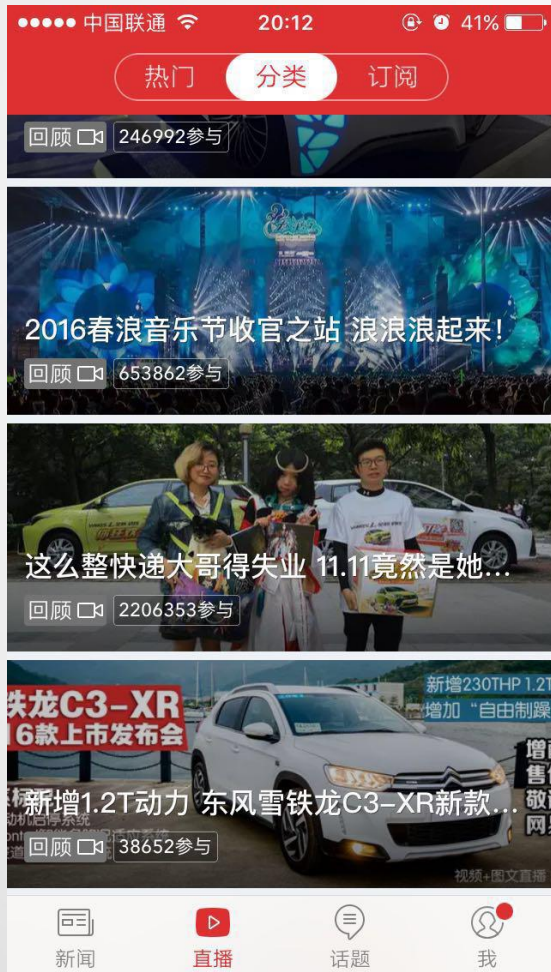 中国联通
20:12
41%
热门
分类
订阅
回顾
246992参与
2016春浪音乐节收官之站 浪浪浪起来!
回顾
653862参与
这么整快递大哥得失业 11.11竟然是她...
回顾
2206353参与
铁龙C3-XR
16款上市发布会
新增230THP 1.2T
增加“自由制躁
新增1.2T动力 东风雪铁龙C3-XR新款...
动机启停系统
回顾
38652参与
视频+图文直播
新闻
直播
话题
我